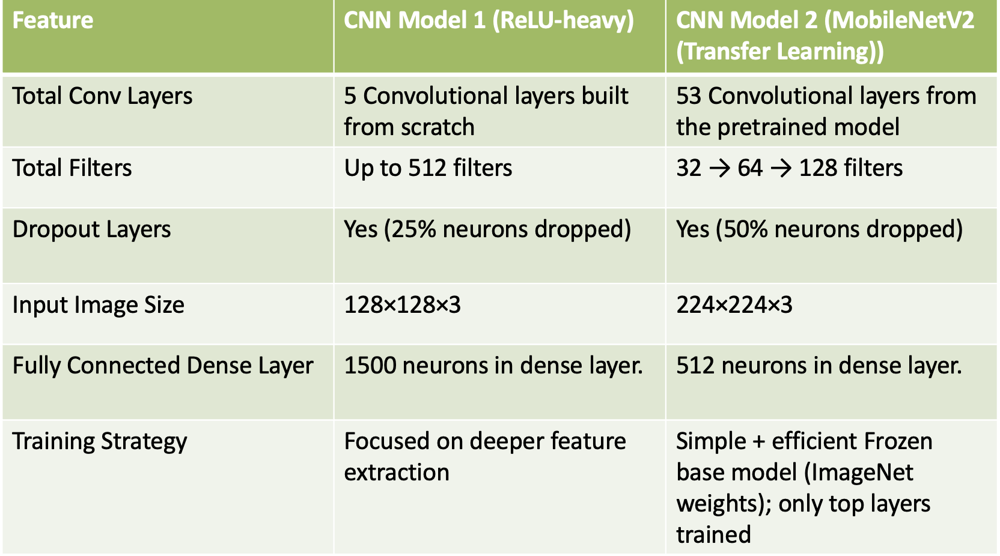 Feature
CNN Model 1 (ReLU-heavy)
CNN Model 2 (MobileNetV2
(Transfer Learning))
Total Conv Layers
5 Convolutional layers built
from scratch
53 Convolutional layers from
the pretrained model
Total Filters
Up to 512 filters
32 → 64 → 128 filters
Dropout Layers
Yes (25% neurons dropped)
Yes (50% neurons dropped)
Input Image Size
128×128×3
224×224×3
Fully Connected Dense Layer
1500 neurons in dense layer.
512 neurons in dense layer.
Training Strategy
Focused on deeper feature
extraction
Simple + efficient Frozen
base model (ImageNet
weights); only top layers
trained